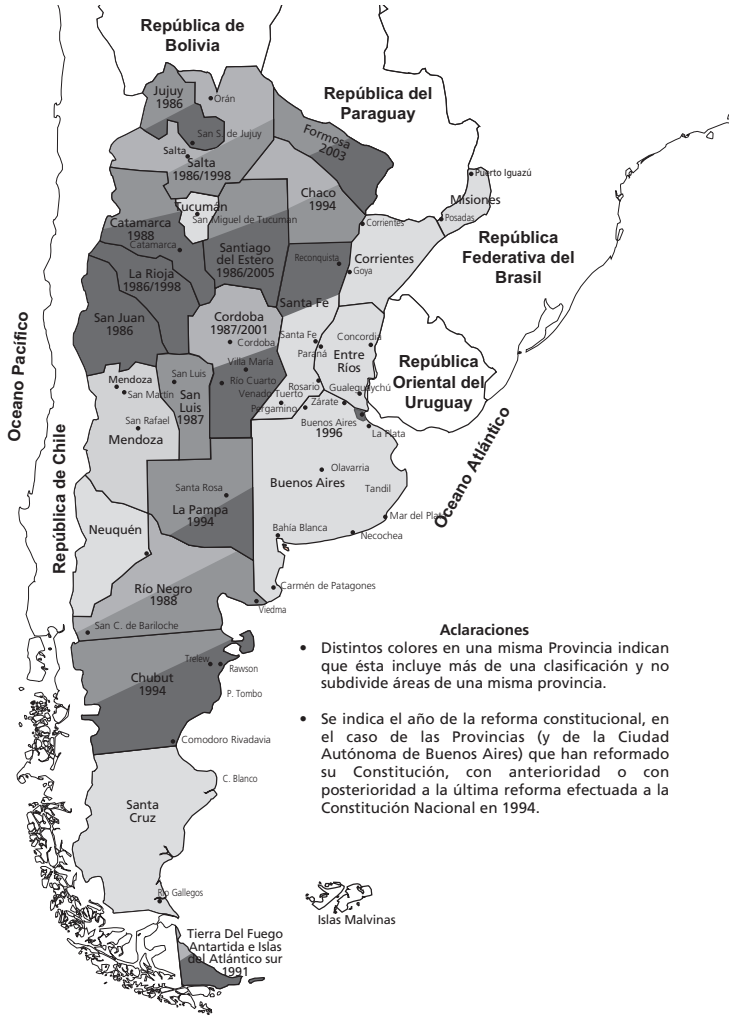 República de
Bolivia
República del
Paraguay
Jujuy
1986
Orán
San S. de Jujuy
Salta
Salta
1986/1998
Formosa
2003
Puerto Iguazú
Misiones
Posadas
Chaco
1994
Tucumán
San Miguel de Tucuman
Catamarca
1988
Catamarca
Santiago
del Estero
1986/2005
Corrientes
Corrientes
Reconquista
Goya
República
Federativa del
Brasil
La Rioja
1986/1998
San Juan
1986
Santa Fe
Cordoba
1987/2001
Cordoba
Santa Fe
Paraná
Concordia
Entre
Ríos
Villa María
Río Cuarto
Rosario
Gualeguaychú
Venado Tuerto
Pergamino
Zárate
República
Oriental del
Uruguay
Oceano Pacífico
República de Chile
Oceano Atlántico
Mendoza
San Martín
San Rafael
Mendoza
San Luis
San
Luis
1987
Buenos Aires
1996
La Plata
Olavarria
Buenos Aires
Tandil
Santa Rosa
La Pampa
1994
Mar del Plata
Necochea
Bahía Blanca
Neuquén
Río Negro
1988
Carmén de Patagones
Viedma
San C. de Bariloche
Chubut
1994
Trelew
Rawson
P. Tombo
Comodoro Rivadavia
C. Blanco
Santa
Cruz
Río Gallegos
Tierra Del Fuego
Antartida e Islas
del Atlántico sur
1991
Islas Malvinas
Aclaraciones
• Distintos colores en una misma Provincia indican
que ésta incluye más de una clasificación y no
subdivide áreas de una misma provincia.
• Se indica el año de la reforma constitucional, en
el caso de las Provincias (y de la Ciudad
Autónoma de Buenos Aires) que han reformado
su Constitución, con anterioridad o con
posterioridad a la última reforma efectuada a la
Constitución Nacional en 1994.